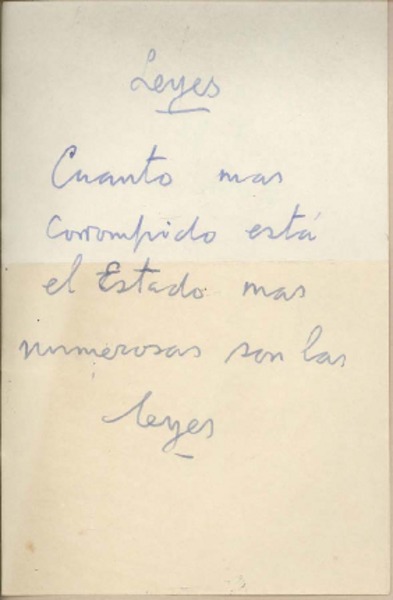 Leyes
Cuanto mas
corrompido está
el Estado mas
numerosas son las
leyes